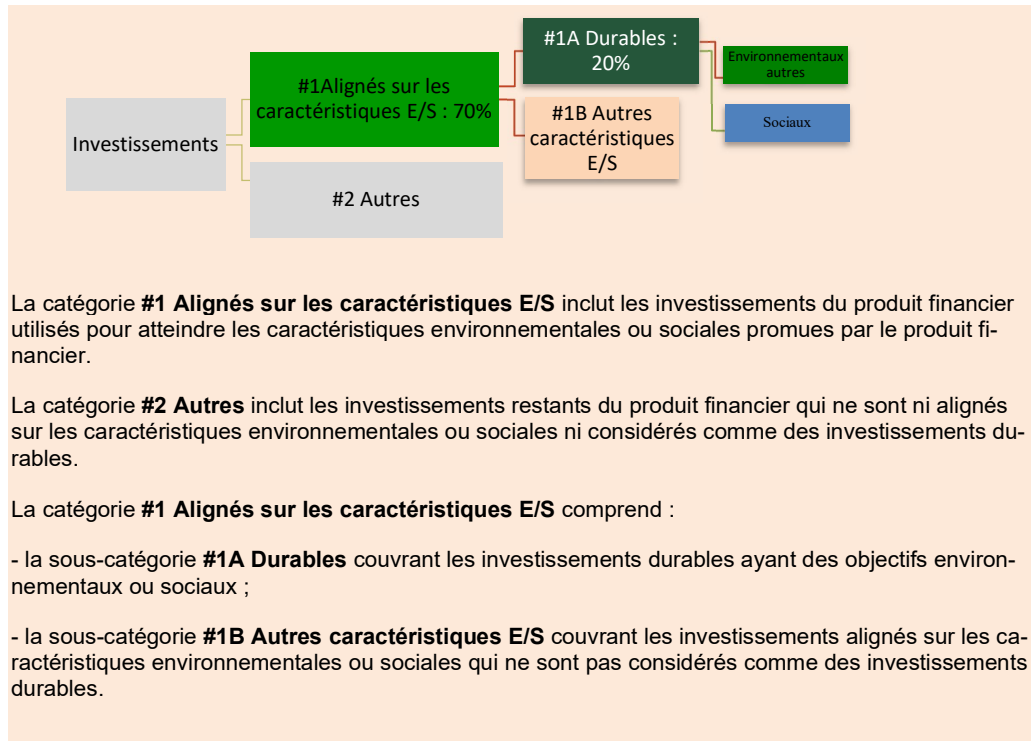 #1A Durables :
20%
Environnementaux
autres
#1Alignés sur les
caractéristiques E/S : 70%
#1B Autres
caractéristiques
E/S
Sociaux
Investissements
#2 Autres
La catégorie #1 Alignés sur les caractéristiques E/S inclut les investissements du produit financier
utilisés pour atteindre les caractéristiques environnementales ou sociales promues par le produit fi-
nancier.
La catégorie #2 Autres inclut les investissements restants du produit financier qui ne sont ni alignés
sur les caractéristiques environnementales ou sociales ni considérés comme des investissements du-
rables.
La catégorie #1 Alignés sur les caractéristiques E/S comprend :
- la sous-catégorie #1A Durables couvrant les investissements durables ayant des objectifs environ-
nementaux ou sociaux ;
- la sous-catégorie #1B Autres caractéristiques E/S couvrant les investissements alignés sur les ca-
ractéristiques environnementales ou sociales qui ne sont pas considérés comme des investissements
durables.